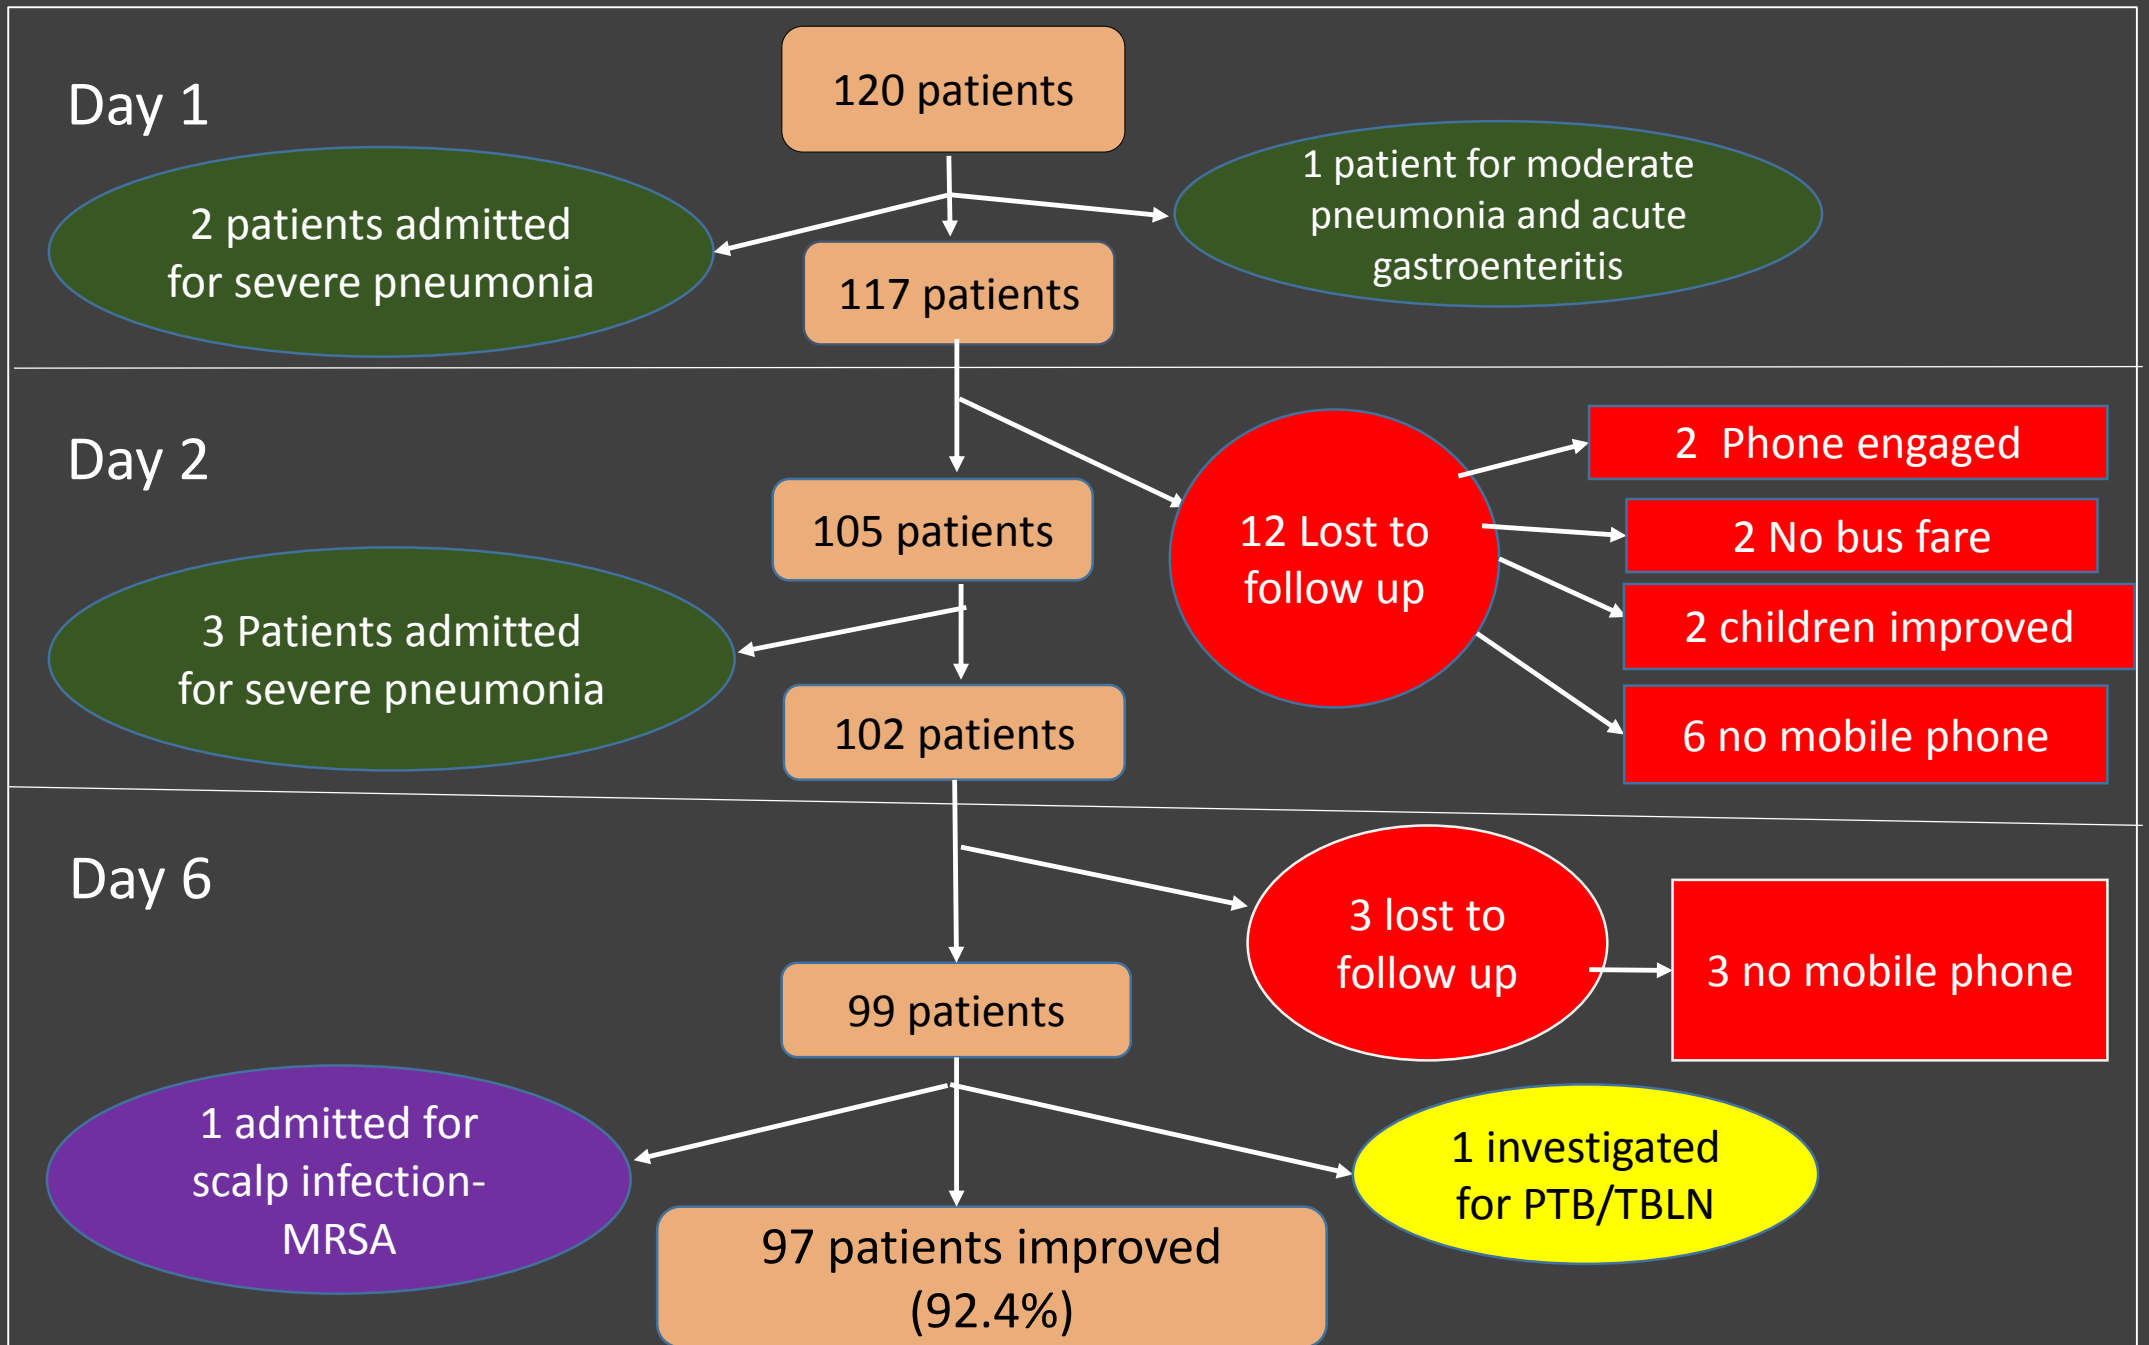 Day 1
120 patients
2 patients admitted
for severe pneumonia
1 patient for moderate
pneumonia and acute
gastroenteritis
117 patients
Day 2
105 patients
12 Lost to
follow up
2 Phone engaged
2 No bus fare
2 children improved
6 no mobile phone
3 Patients admitted
for severe pneumonia
102 patients
Day 6
3 lost to
follow up
3 no mobile phone
99 patients
1 admitted for
scalp infection-
MRSA
1 investigated
for PTB/TBLN
97 patients improved
(92.4%)